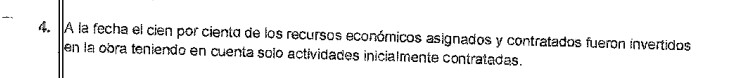 4. A la fecha el cien por ciento de los recursos económicos asignados y contratados fueron invertidos
en la obra teniendo en cuenta solo actividades inicialmente contratadas.